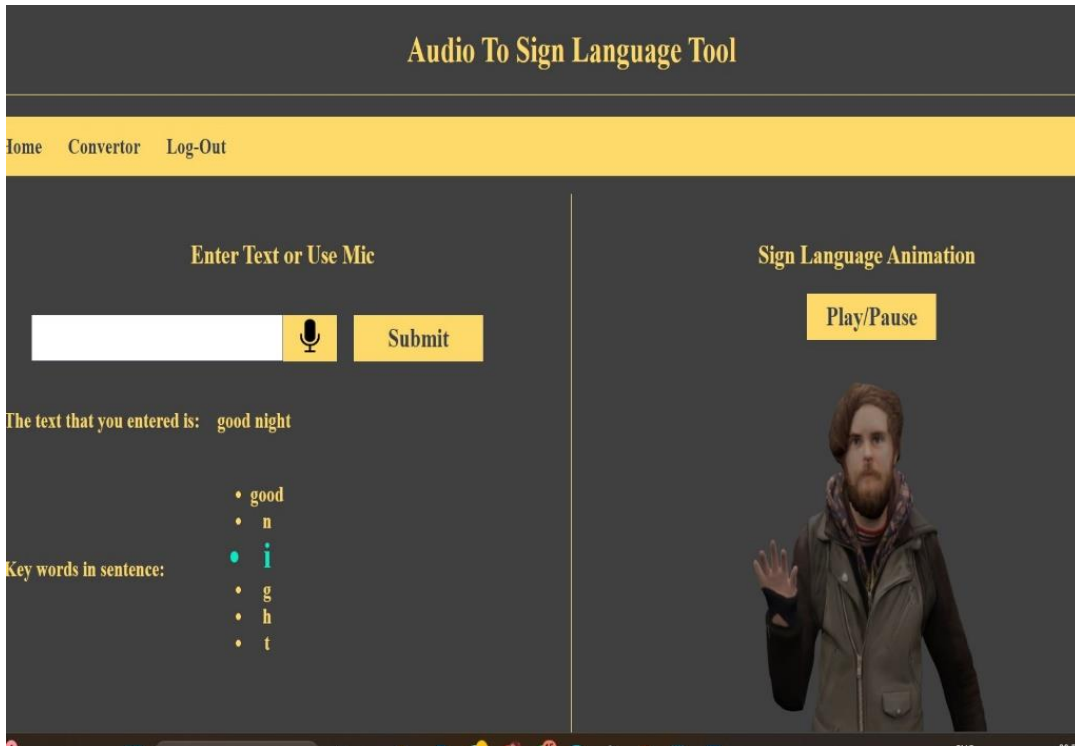 Audio To Sign Language Tool
Home Convertor Log-Out
Enter Text or Use Mic
Submit
The text that you entered is: good night
Key words in sentence:
• good
• n
• i
• g
• h
• t
Sign Language Animation
Play/Pause